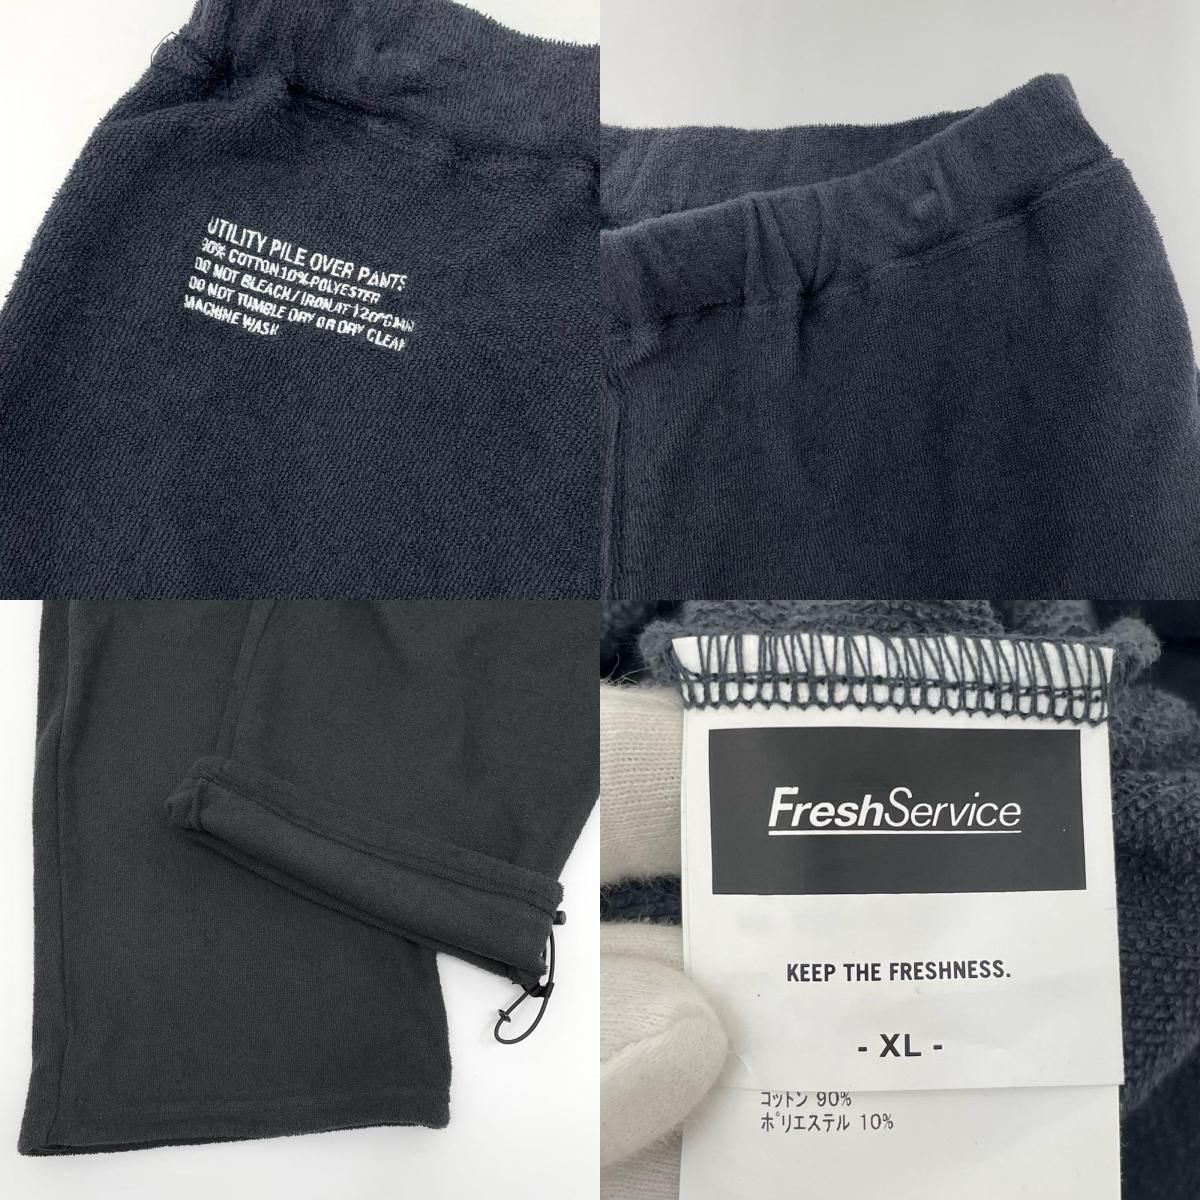 UTILITY PILE OVER PANTS
90% COTTON.10%POLYESTER
DO NOT BLEACH / IRON AT 120°C MAX
DO NOT TUMBLE DRY OR DRY CLEAN
MACHINE WASH
FreshService
KEEP THE FRESHNESS.
- XL -
コットン 90%
ポリエステル 10%